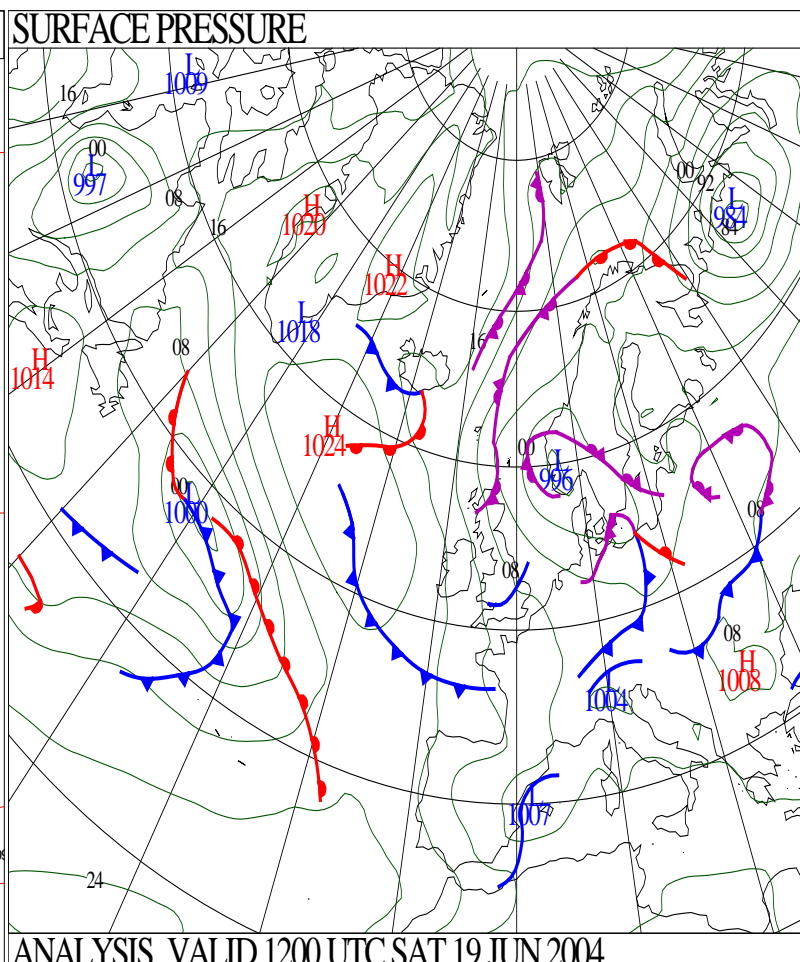 SURFACE PRESSURE
L
1009
16
00
L
997
08
16
H
1020
H
1022
L
1018
00
92
L
984
84
16
08
H
1014
H
1024
00
L
996
00
L
1000
08
08
08
H
1008
L
1004
L
1007
24
ANALYSIS VALID 1200 UTC SAT 19 JUN 2004